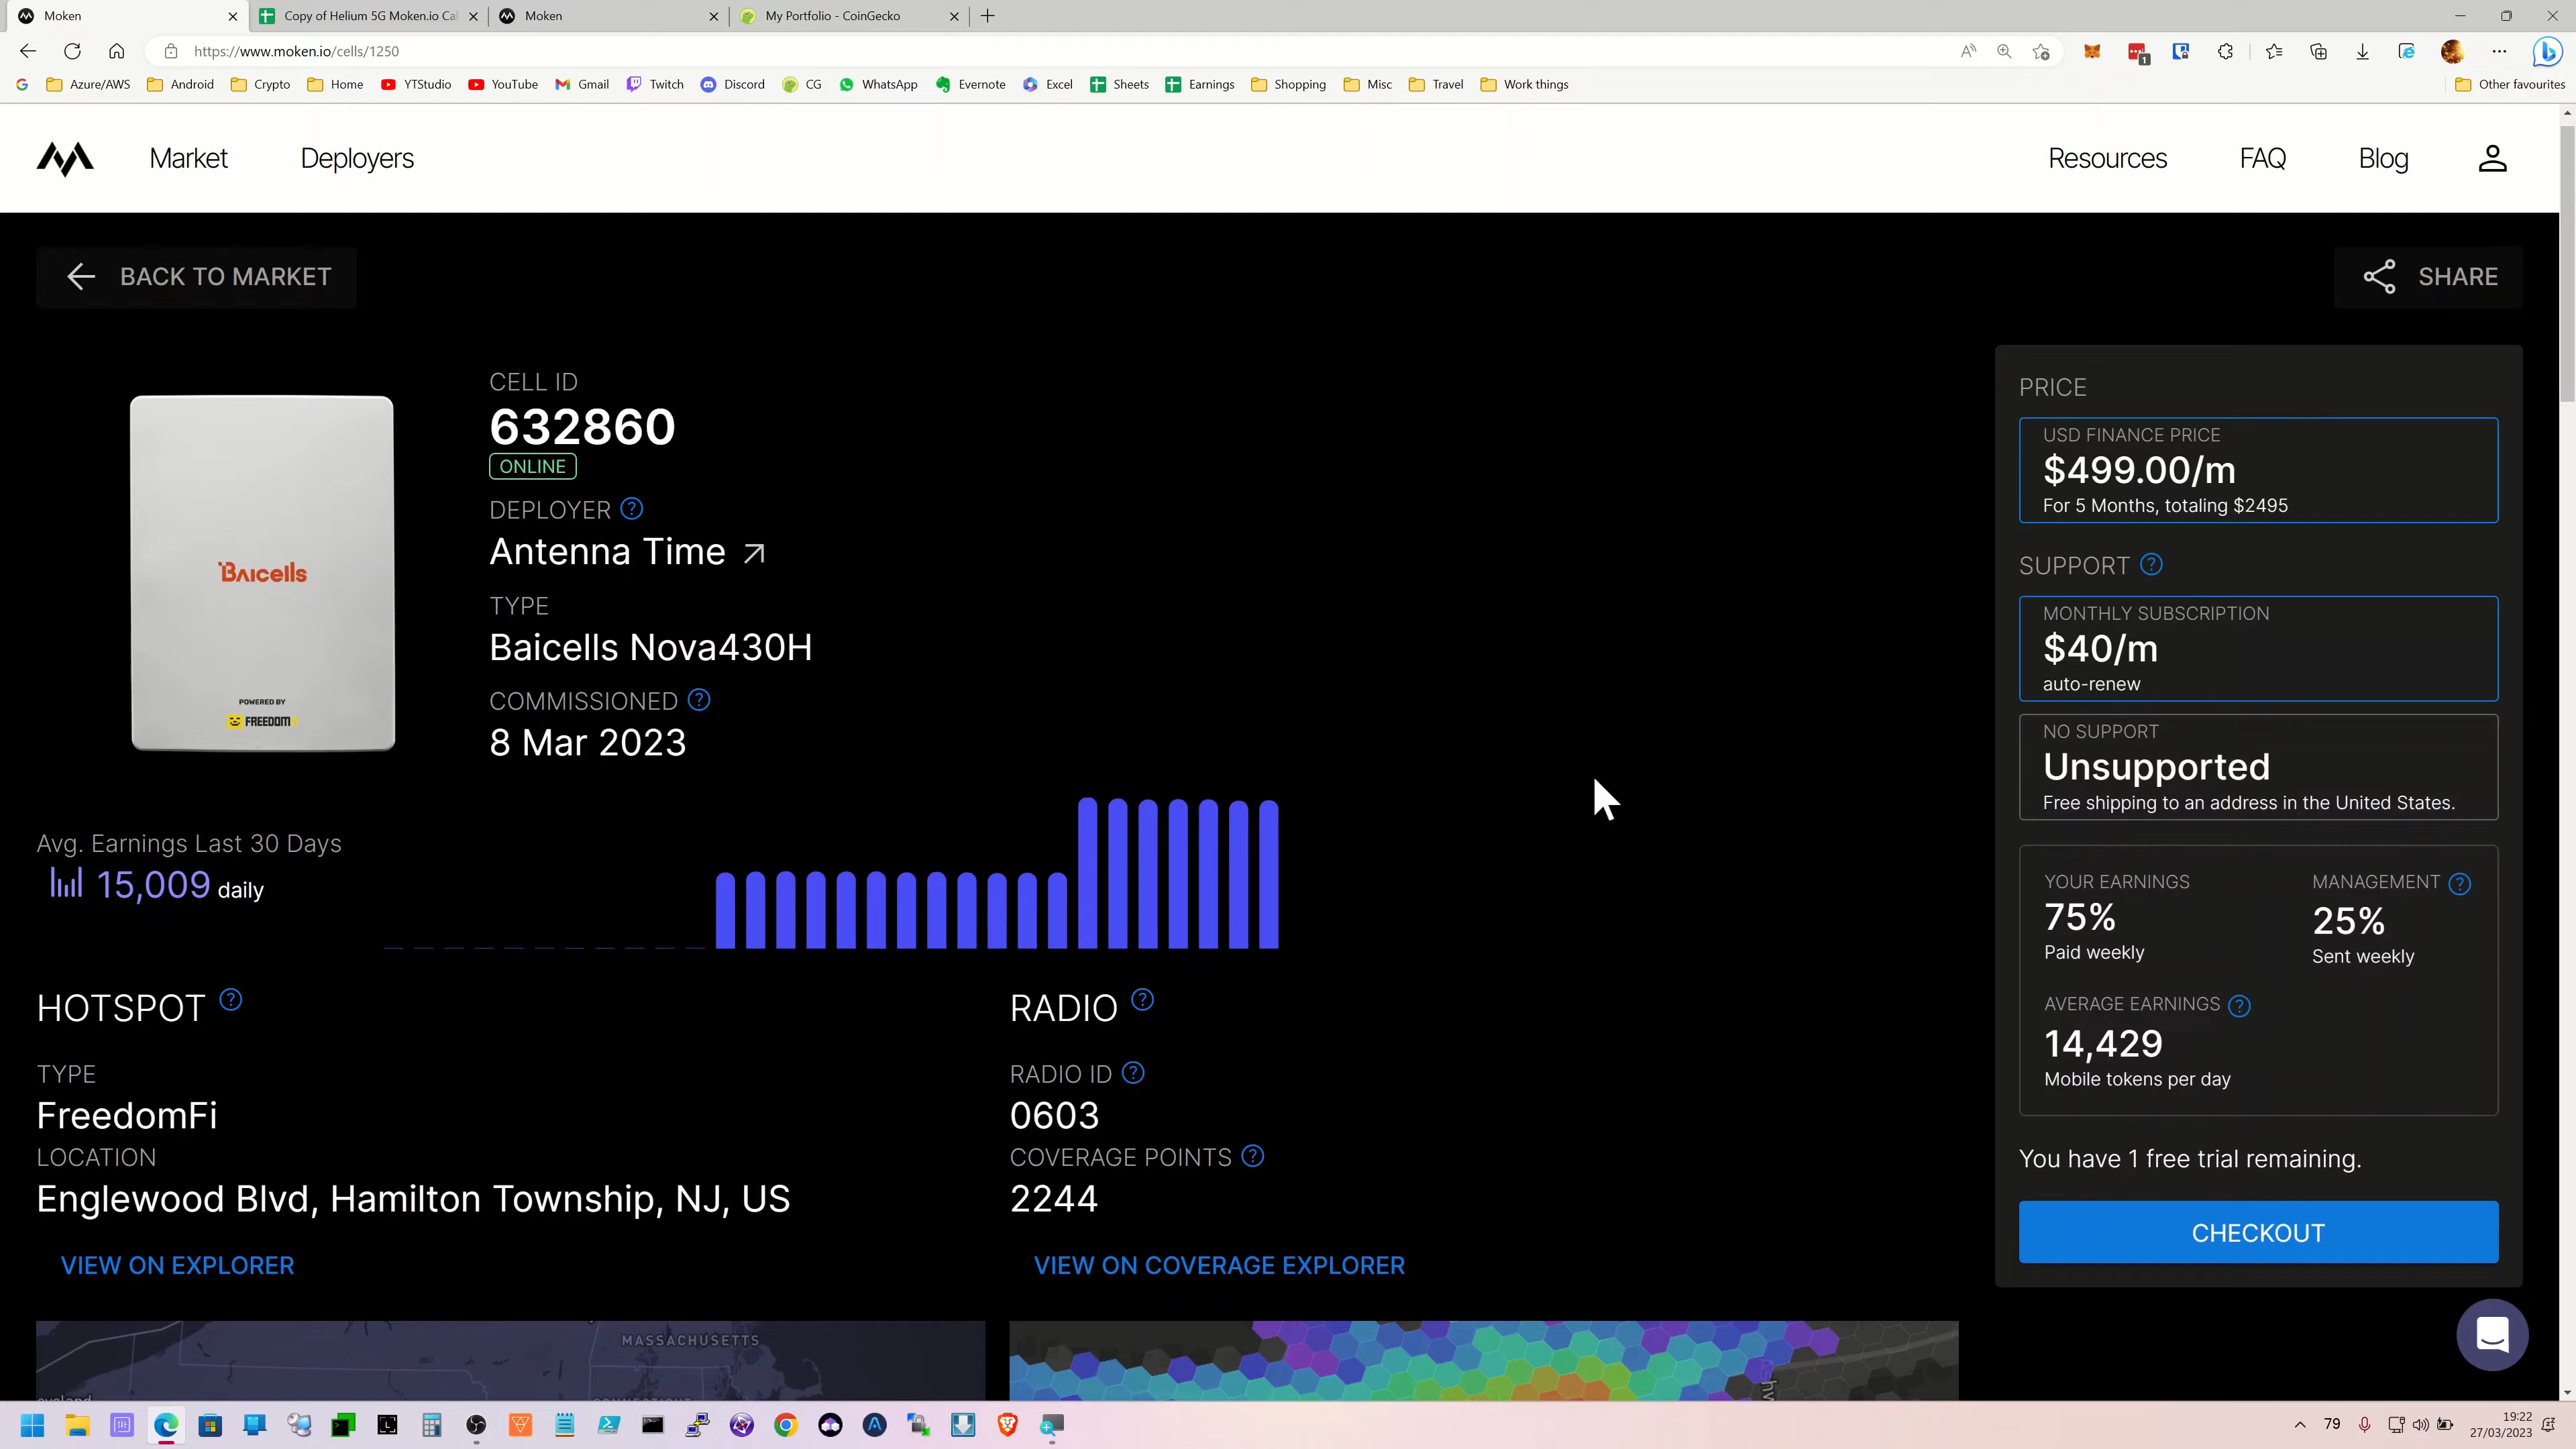 Moken
Copy of Helium 5G Moken.io Cal
Moken
My Portfolio - CoinGecko
https://www.moken.io/cells/1250
Azure/AWS
Android
Crypto
Home
YTStudio
YouTube
Gmail
Twitch
Discord
CG
WhatsApp
Evernote
Excel
Sheets
Earnings
Shopping
Misc
Travel
Work things
Other favourites
Market
Deployers
Resources
FAQ
Blog
BACK TO MARKET
SHARE
Baicells
POWERED BY
FREEDOMFI
CELL ID
632860
ONLINE
DEPLOYER
Antenna Time
TYPE
Baicells Nova430H
COMMISSIONED
8 Mar 2023
Avg. Earnings Last 30 Days
15,009 daily
HOTSPOT
TYPE
FreedomFi
LOCATION
Englewood Blvd, Hamilton Township, NJ, US
VIEW ON EXPLORER
RADIO
RADIO ID
0603
COVERAGE POINTS
2244
VIEW ON COVERAGE EXPLORER
MASSACHUSETTS
PRICE
USD FINANCE PRICE
$499.00/m
For 5 Months, totaling $2495
SUPPORT
MONTHLY SUBSCRIPTION
$40/m
auto-renew
NO SUPPORT
Unsupported
Free shipping to an address in the United States.
YOUR EARNINGS
75%
Paid weekly
MANAGEMENT
25%
Sent weekly
AVERAGE EARNINGS
14,429
Mobile tokens per day
You have 1 free trial remaining.
CHECKOUT
79
19:22
27/03/2023